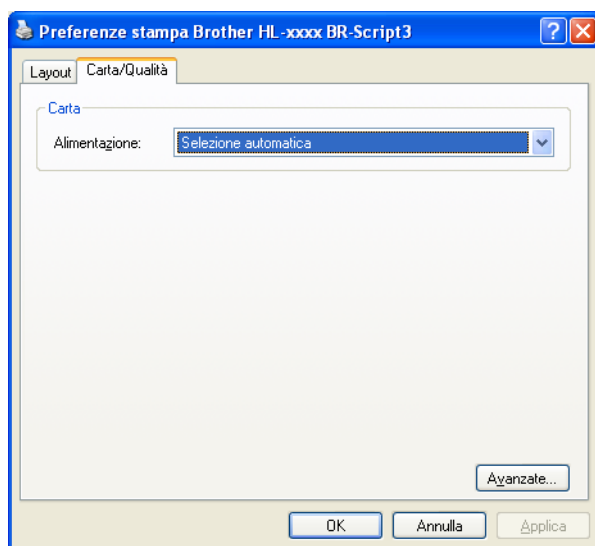 Preferenze stampa Brother HL-xxxx BR-Script3
Layout Carta/Qualità
Carta
Alimentazione: Selezione automatica
Avanzate...
OK Annulla Applica